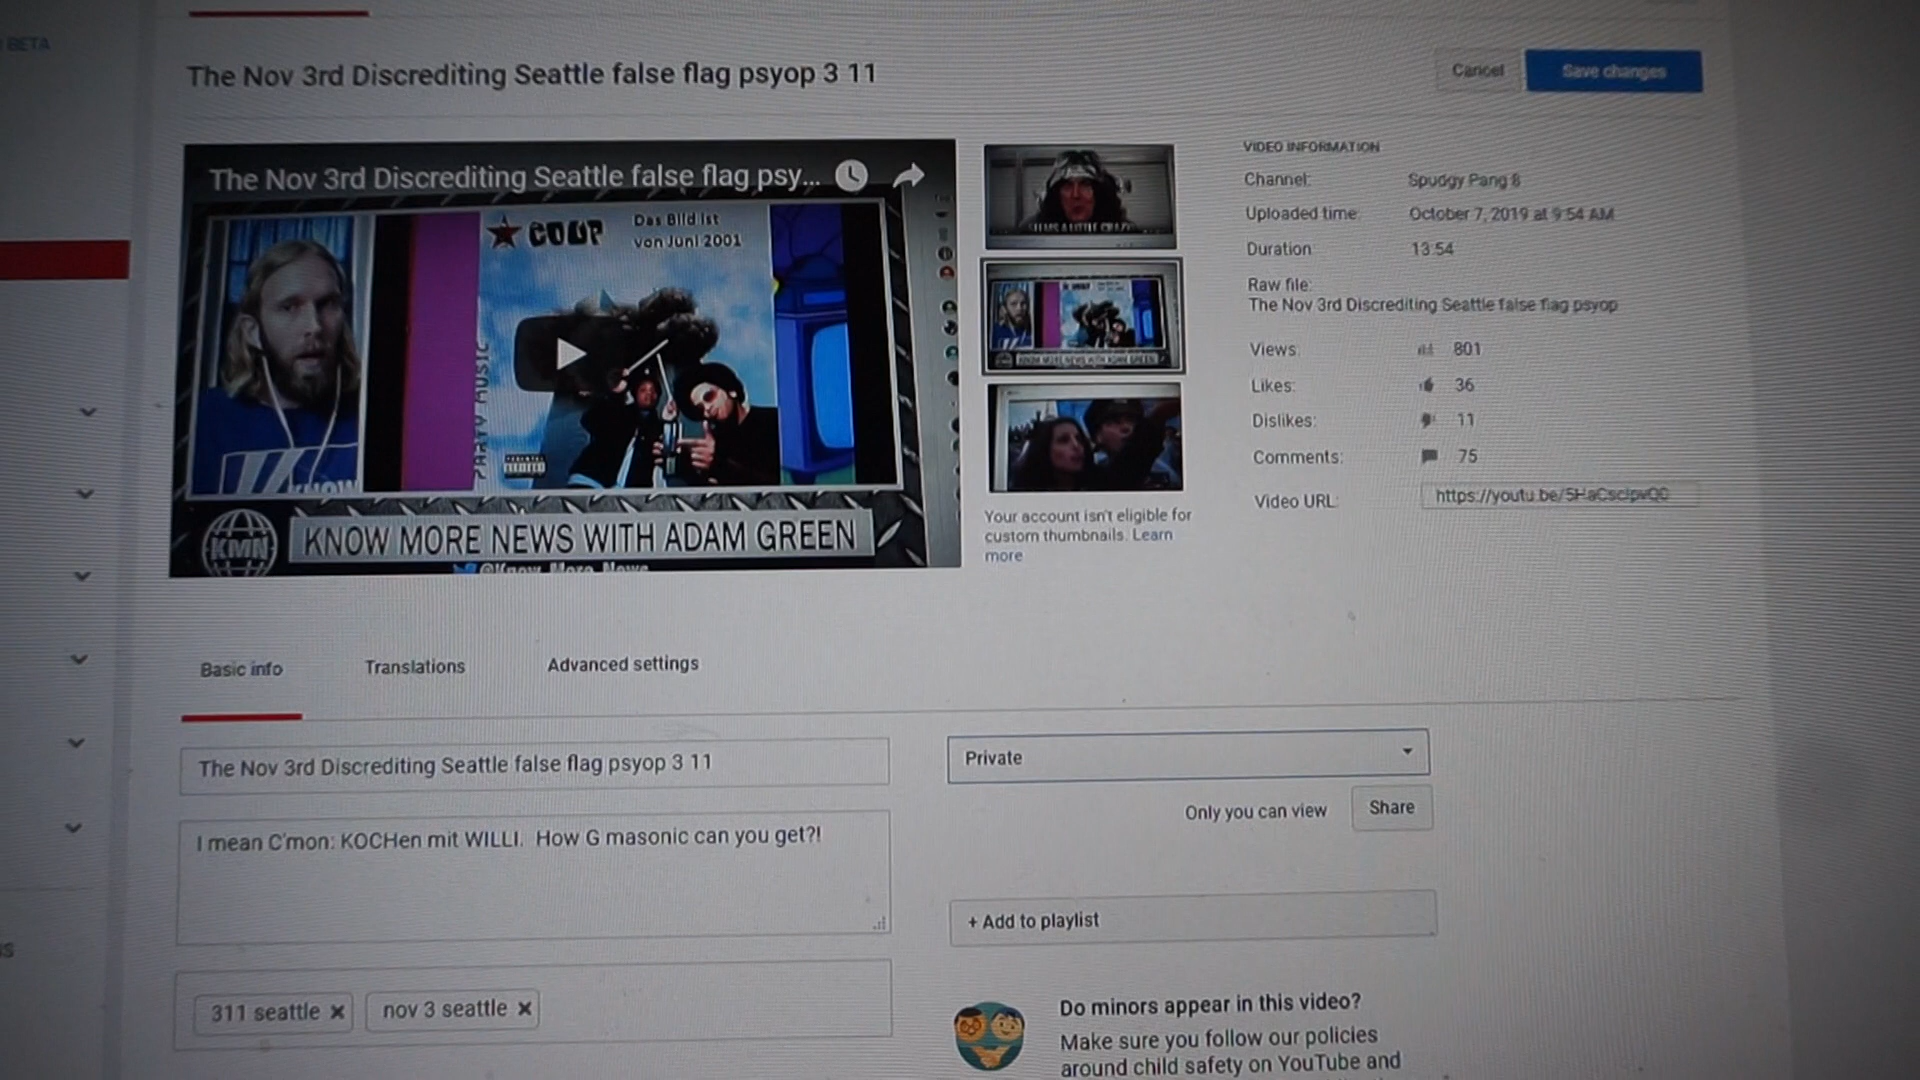 BETA
The Nov 3rd Discrediting Seattle false flag psyop 3 11
Cancel
Save changes
The Nov 3rd Discrediting Seattle false flag psy...
COUP
Das Bild ist
von Juni 2001
PARTY MUSIC
KNOW
KMN
KNOW MORE NEWS WITH ADAM GREEN
@Know_More_News
Your account isn't eligible for
custom thumbnails. Learn
more
VIDEO INFORMATION
Channel: Spudgy Pang 8
Uploaded time: October 7, 2019 at 9:54 AM
Duration: 13:54
Raw file:
The Nov 3rd Discrediting Seattle false flag psyop
Views: 801
Likes: 36
Dislikes: 11
Comments: 75
Video URL: https://youtu.be/
Basic info
Translations
Advanced settings
The Nov 3rd Discrediting Seattle false flag psyop 3 11
I mean C'mon: KOCHen mit WILLI. How G masonic can you get?!
311 seattle
nov 3 seattle
Private
Only you can view
Share
+ Add to playlist
Do minors appear in this video?
Make sure you follow our policies
around child safety on YouTube and